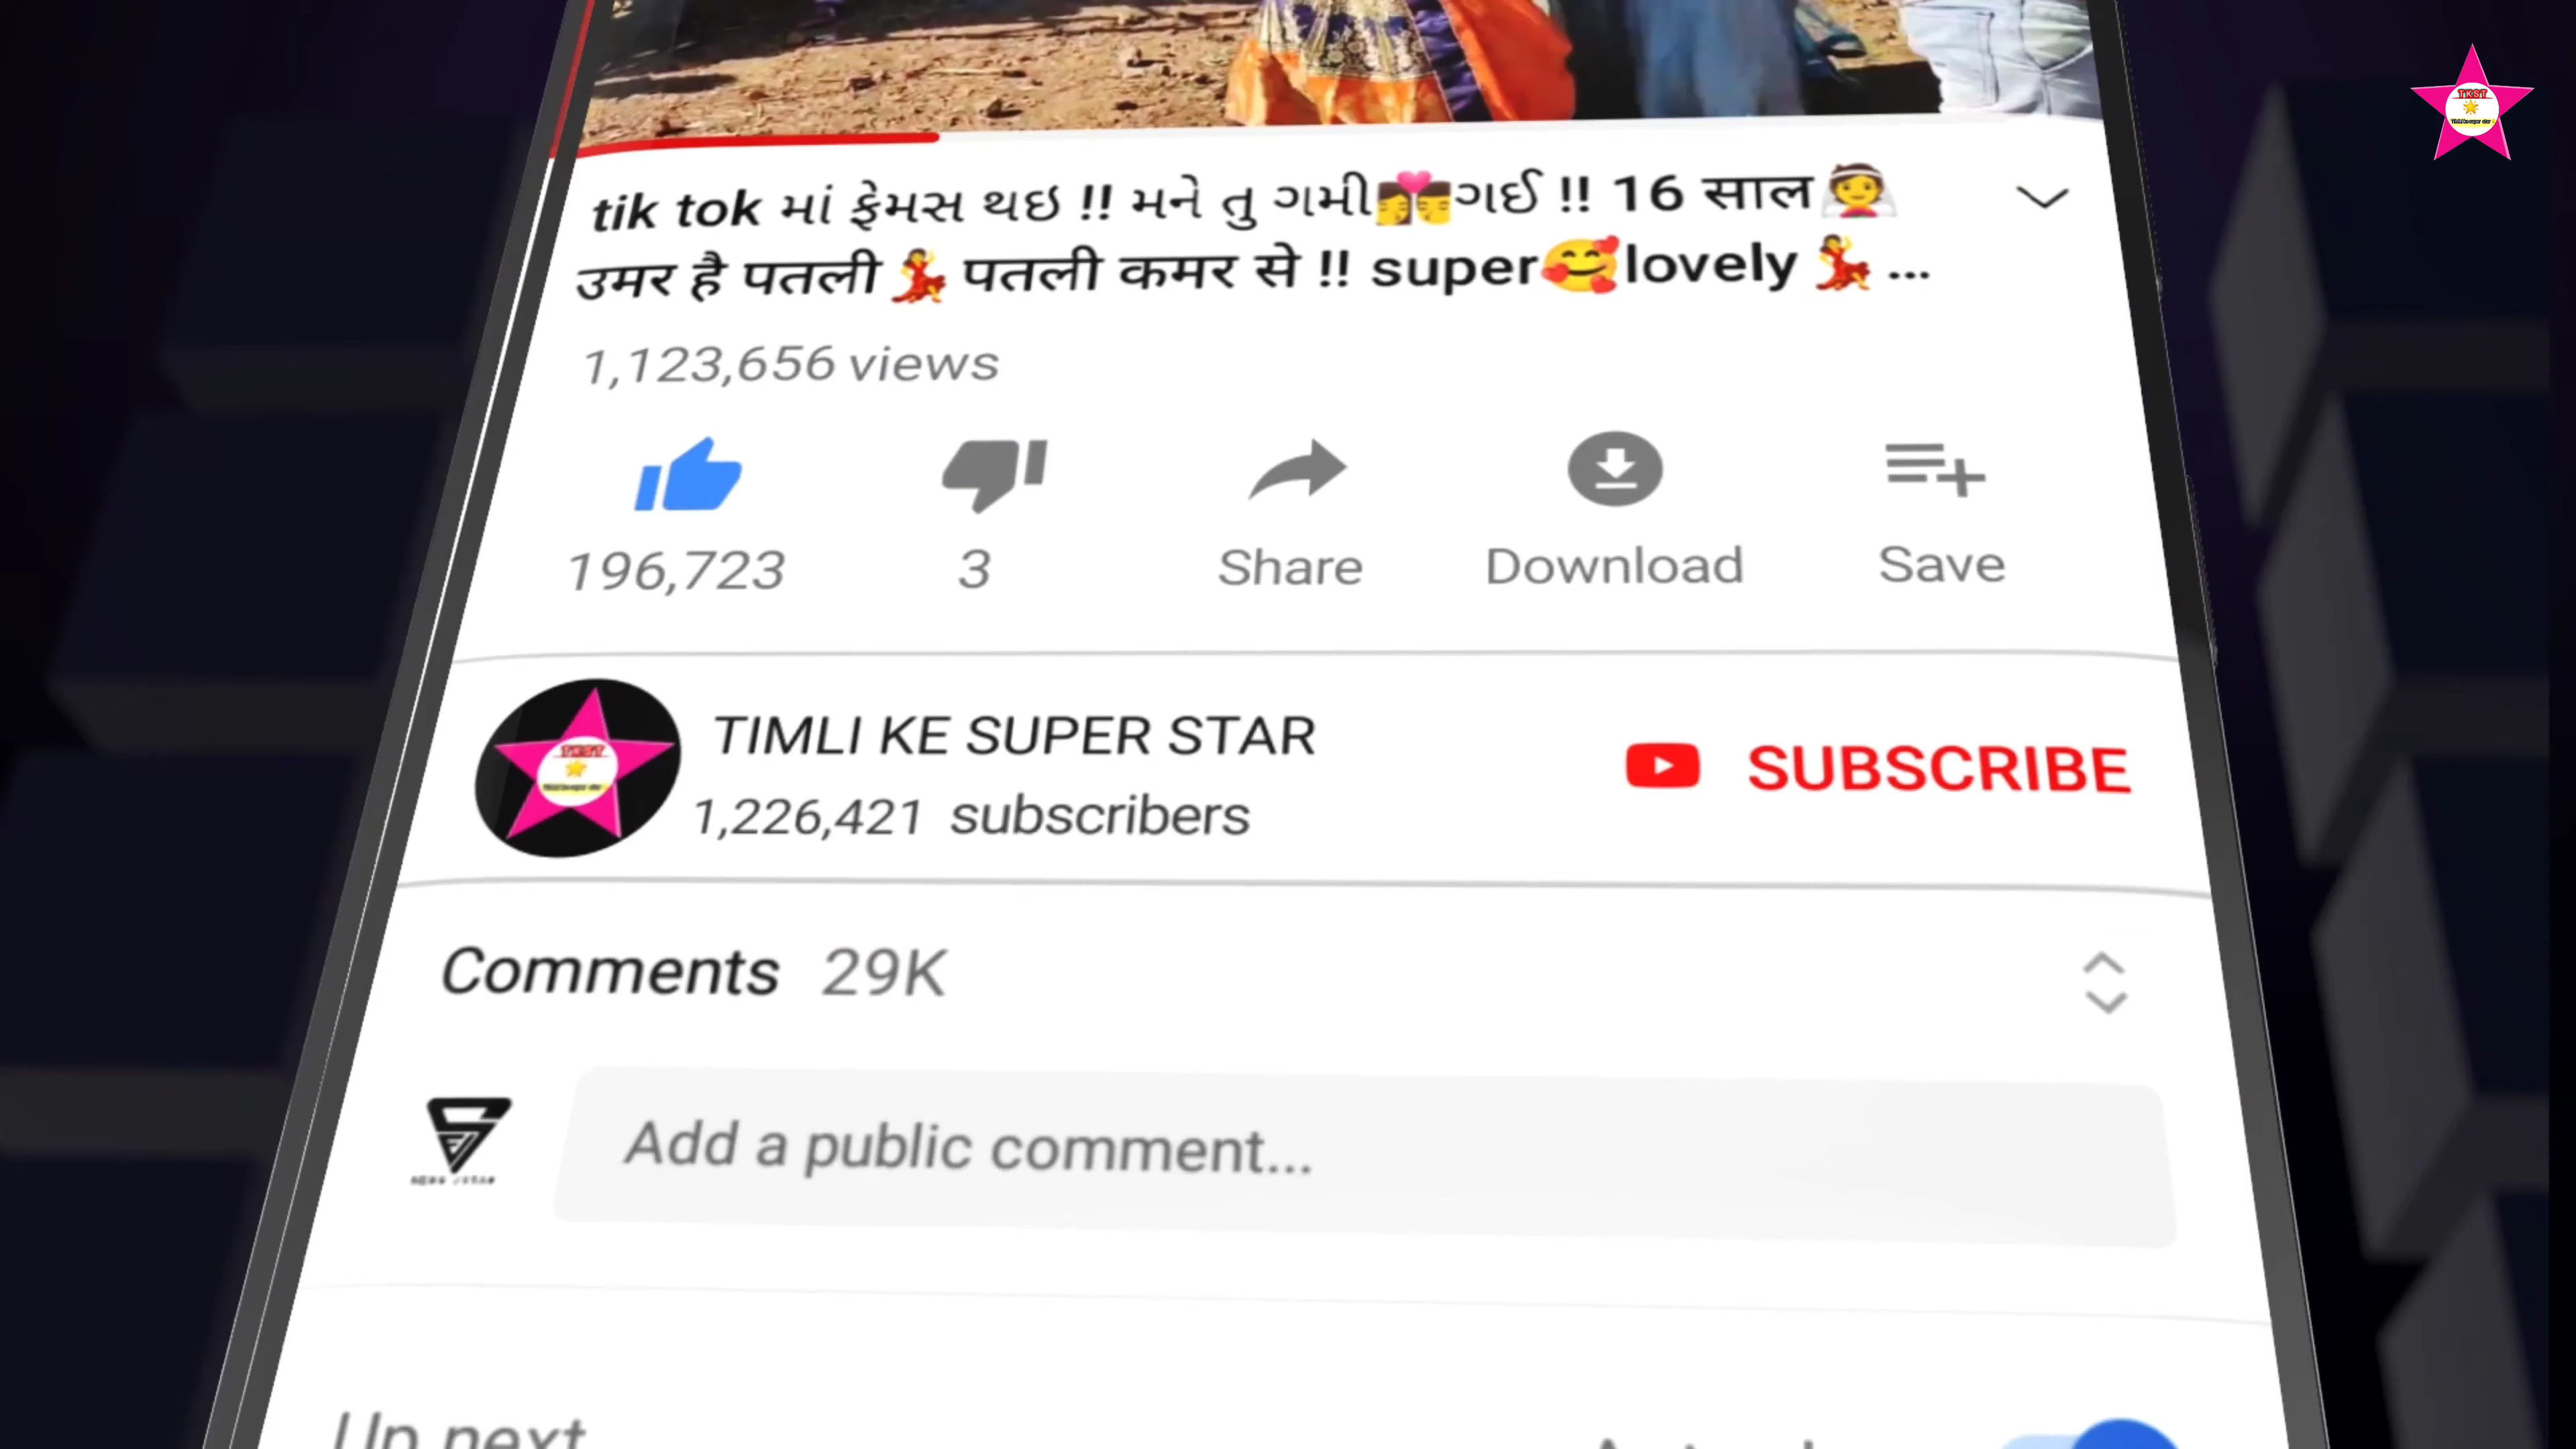 TKST
tik tok માં ફેમસ થઇ !! મને તુ ગમી💏ગઈ !! 16 साल👰
उमर है पतली💃पतली कमर से !! super🥰lovely💃...
1,123,656 views
196,723
3
Share
Download
Save
TIMLI KE SUPER STAR
1,226,421 subscribers
SUBSCRIBE
Comments 29K
Add a public comment...
Up next